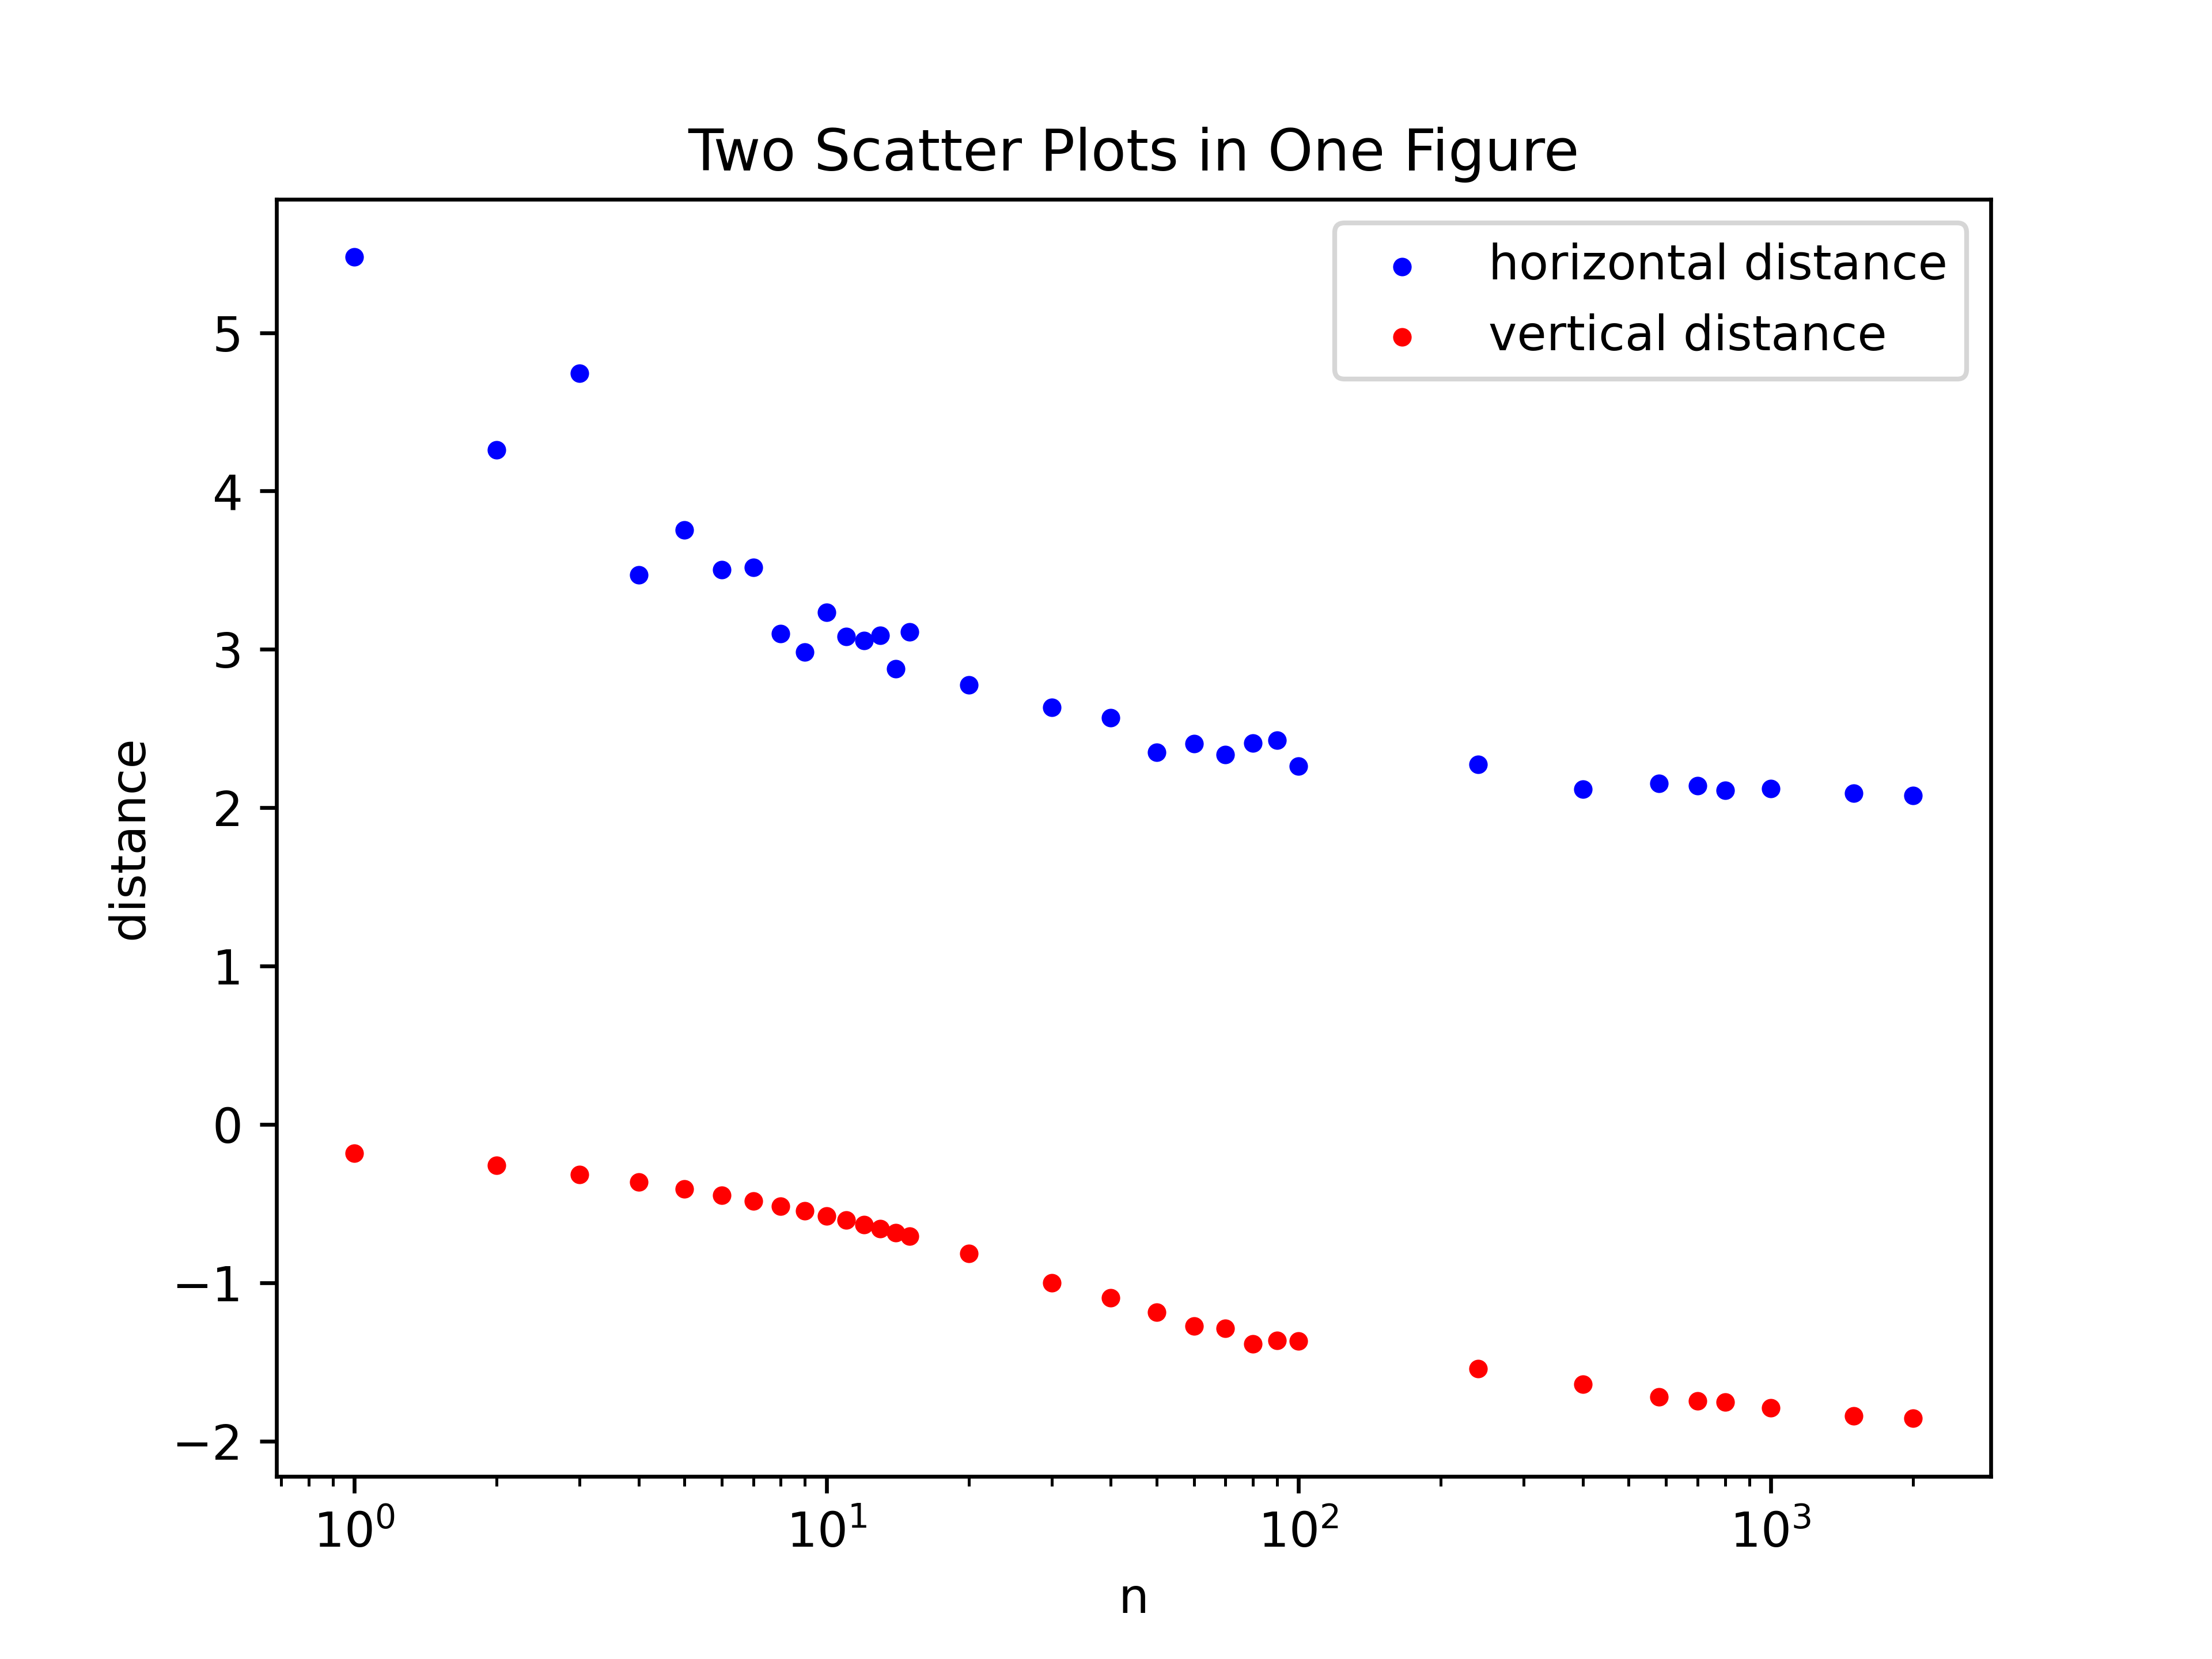 Two Scatter Plots in One Figure
horizontal distance
vertical distance
distance
5
4
3
2
1
0
−1
−2
10⁰ 10¹ 10² 10³
n